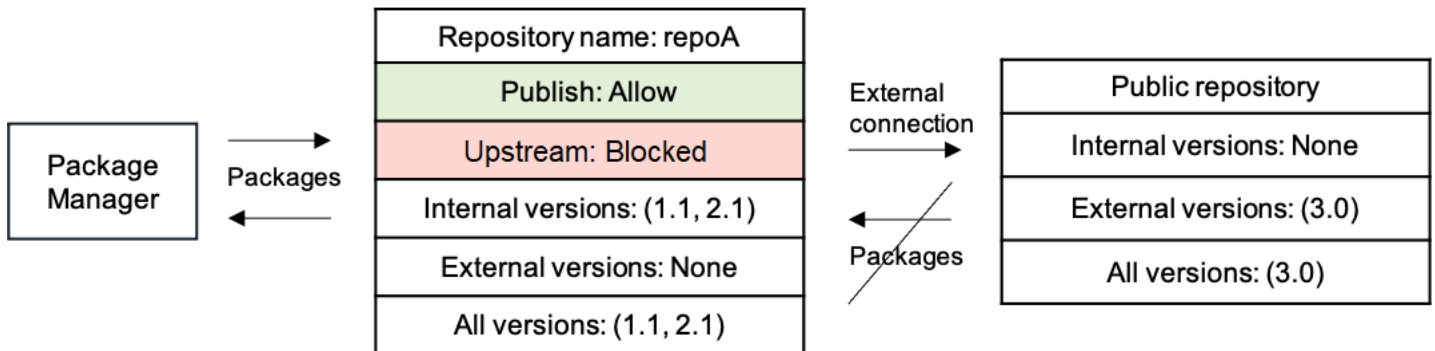 Package
Manager
Packages
Repository name: repoA
Publish: Allow
Upstream: Blocked
Internal versions: (1.1, 2.1)
External versions: None
All versions: (1.1, 2.1)
External
connection
Packages
Public repository
Internal versions: None
External versions: (3.0)
All versions: (3.0)